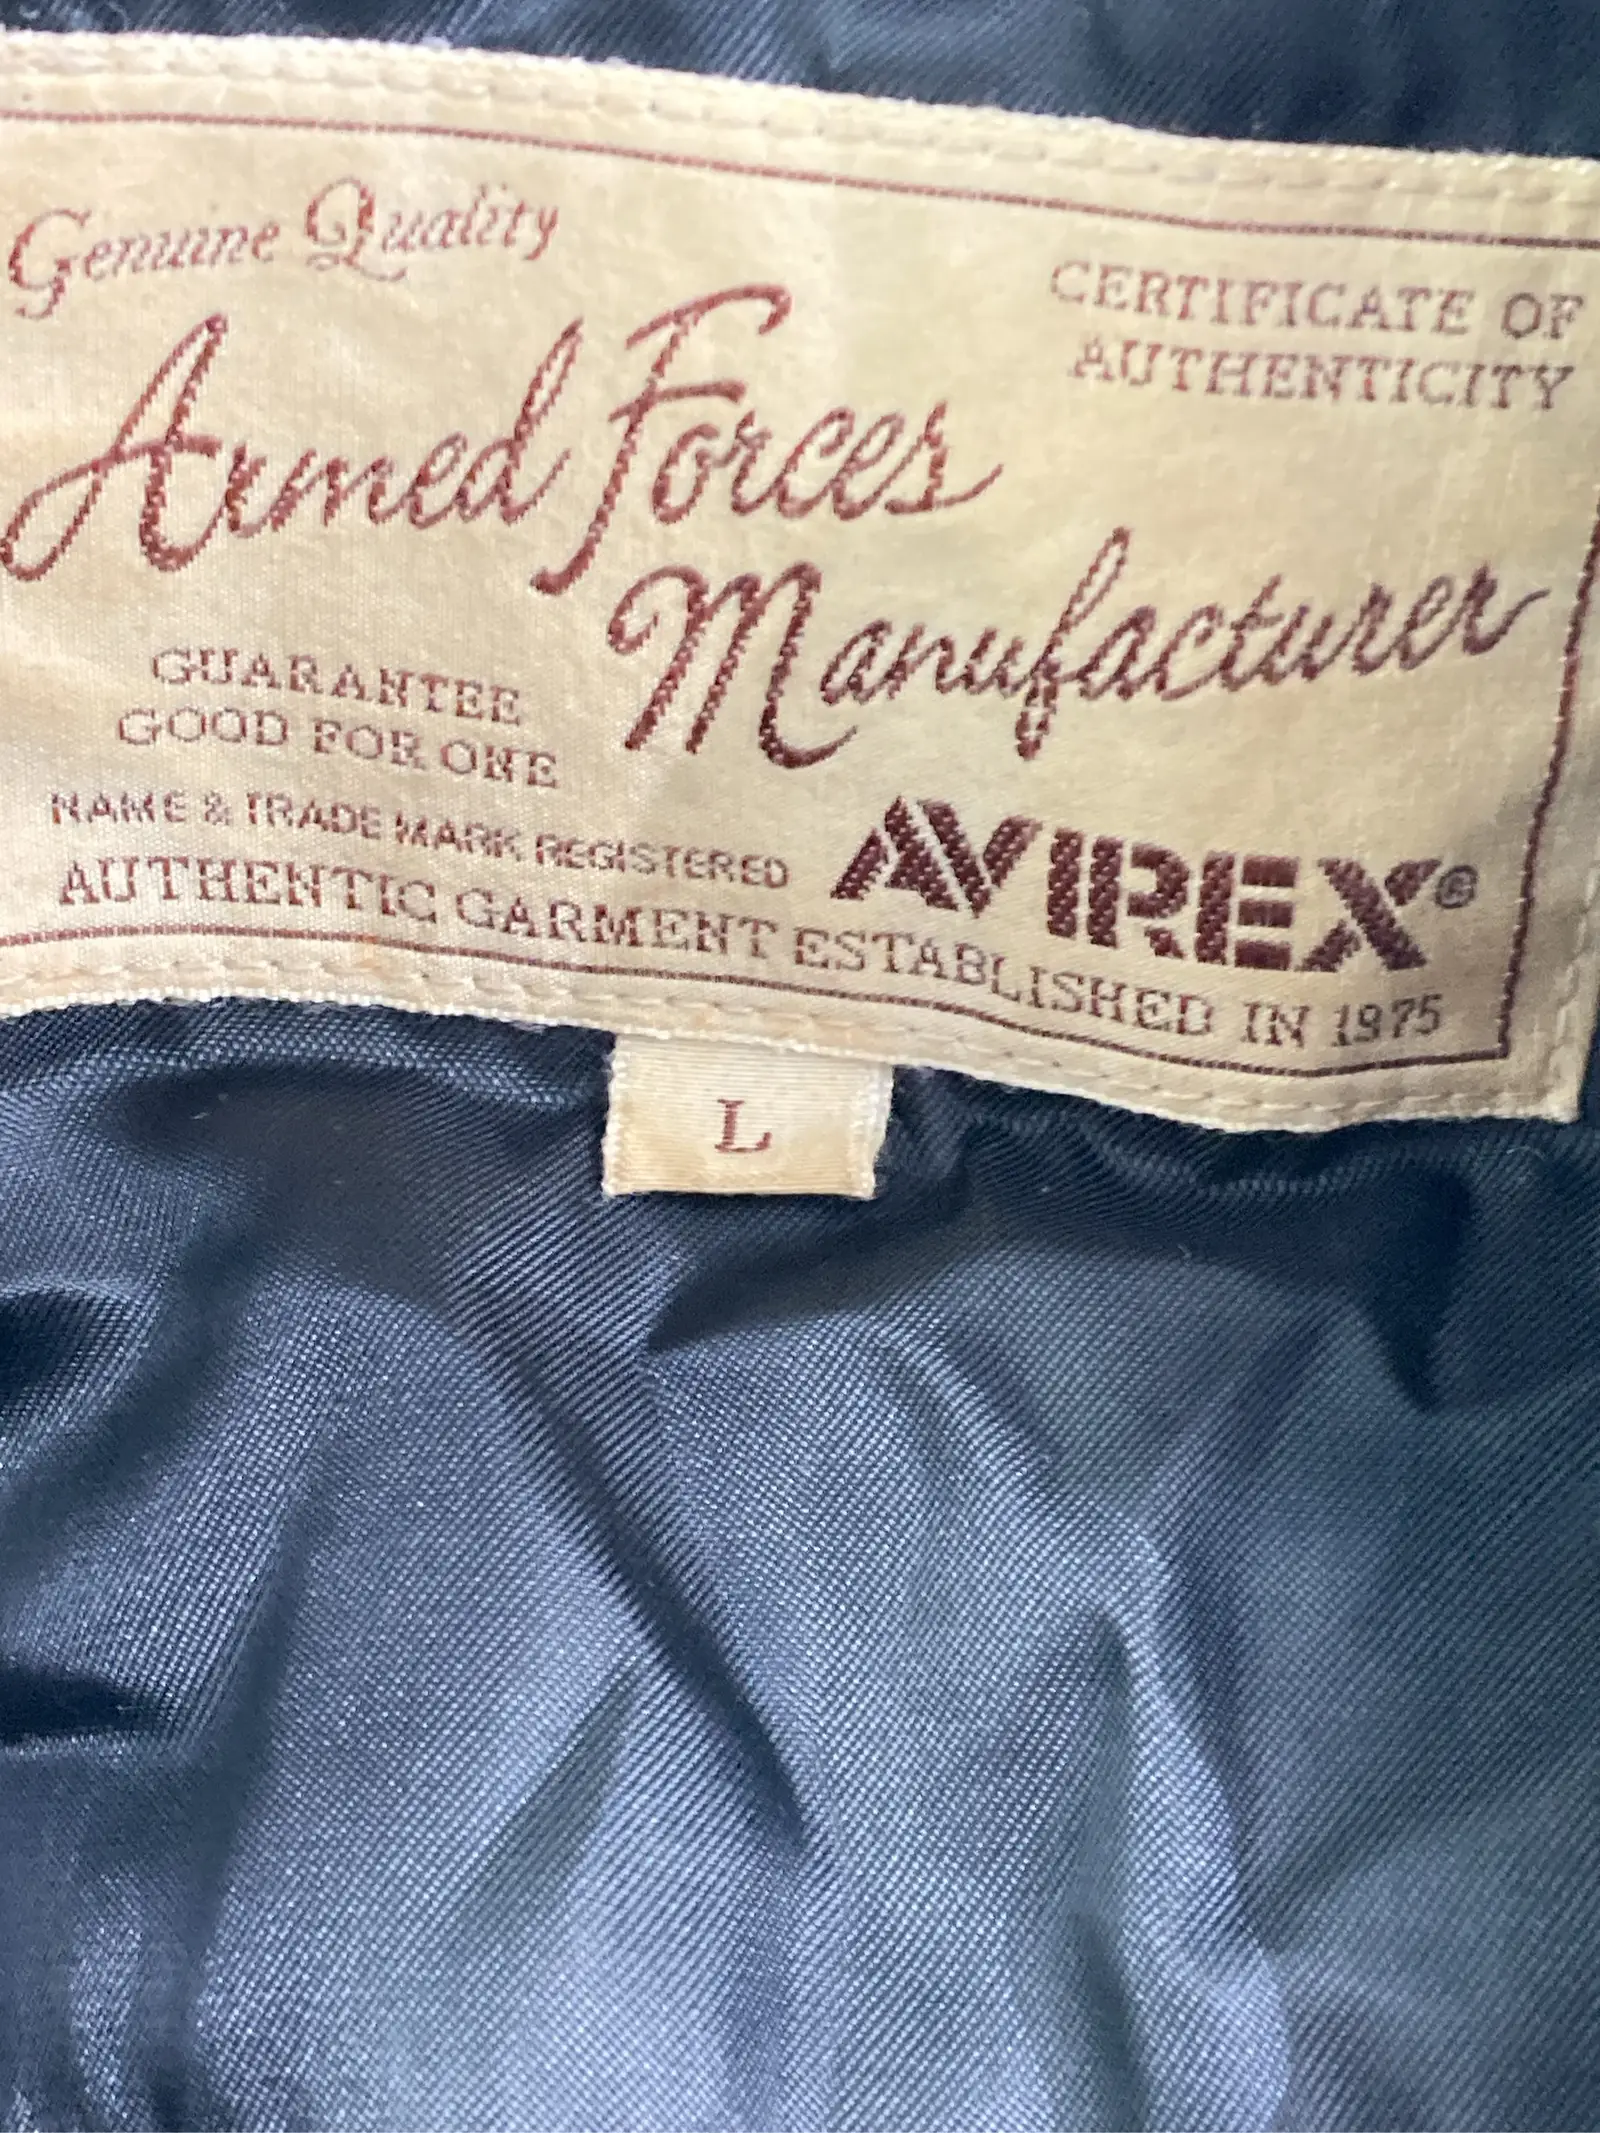 Genuine Quality
CERTIFICATE OF
AUTHENTICITY
Armed Forces
Manufacturer
GUARANTEE
GOOD FOR ONE
NAME & TRADE MARK REGISTERED
AVIREX®
AUTHENTIC GARMENT ESTABLISHED IN 1975
L